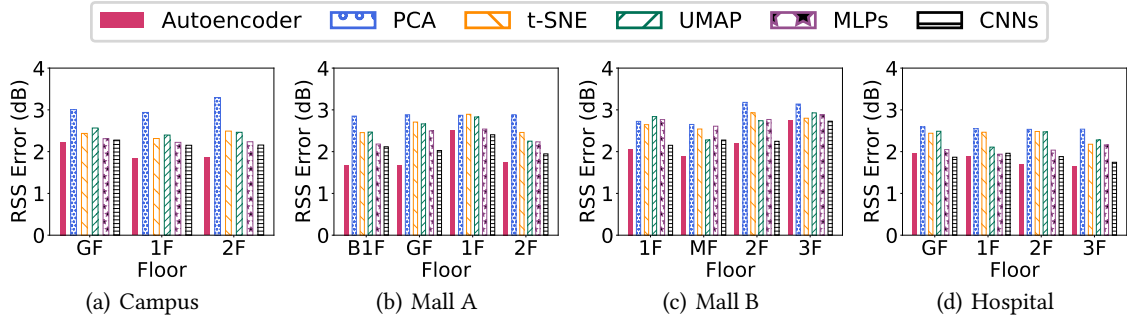 Autoencoder PCA t-SNE UMAP MLPs CNNs
RSS Error (dB)
4
3
2
1
0
GF 1F 2F
Floor
(a) Campus
RSS Error (dB)
4
3
2
1
0
B1F GF 1F 2F
Floor
(b) Mall A
RSS Error (dB)
4
3
2
1
0
1F MF 2F 3F
Floor
(c) Mall B
RSS Error (dB)
4
3
2
1
0
GF 1F 2F 3F
Floor
(d) Hospital